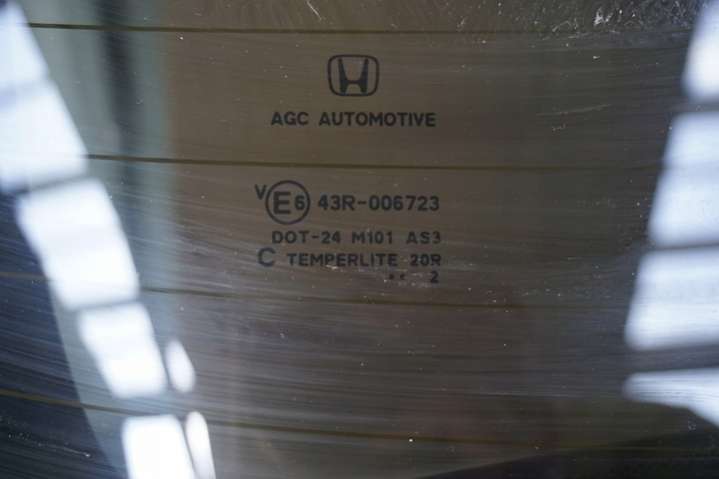 AGC AUTOMOTIVE
V E6 43R-006723
DOT-24 M101 AS3
C TEMPERLITE 20R
•• 2